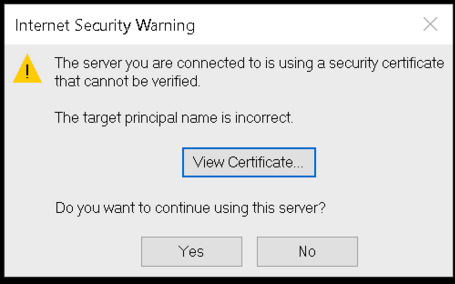 Internet Security Warning
The server you are connected to is using a security certificate
that cannot be verified.
The target principal name is incorrect.
View Certificate...
Do you want to continue using this server?
Yes
No